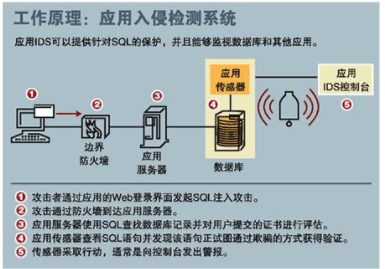 工作原理：应用入侵检测系统
应用IDS可以提供针对SQL的保护，并且能够监视数据库和其他应用。
应用
传感器
应用
IDS控制台
1
2
3
4
5
边界
防火墙
应用
服务器
数据库
1 攻击者通过应用的Web登录界面发起SQL注入攻击。
2 攻击通过防火墙到达应用服务器。
3 应用服务器使用SQL查找数据库记录并对用户提交的证书进行评估。
4 应用传感器查看SQL语句并发现该语句正试图通过欺骗的方式获得验证。
5 传感器采取行动，通常是向控制台发出警报。